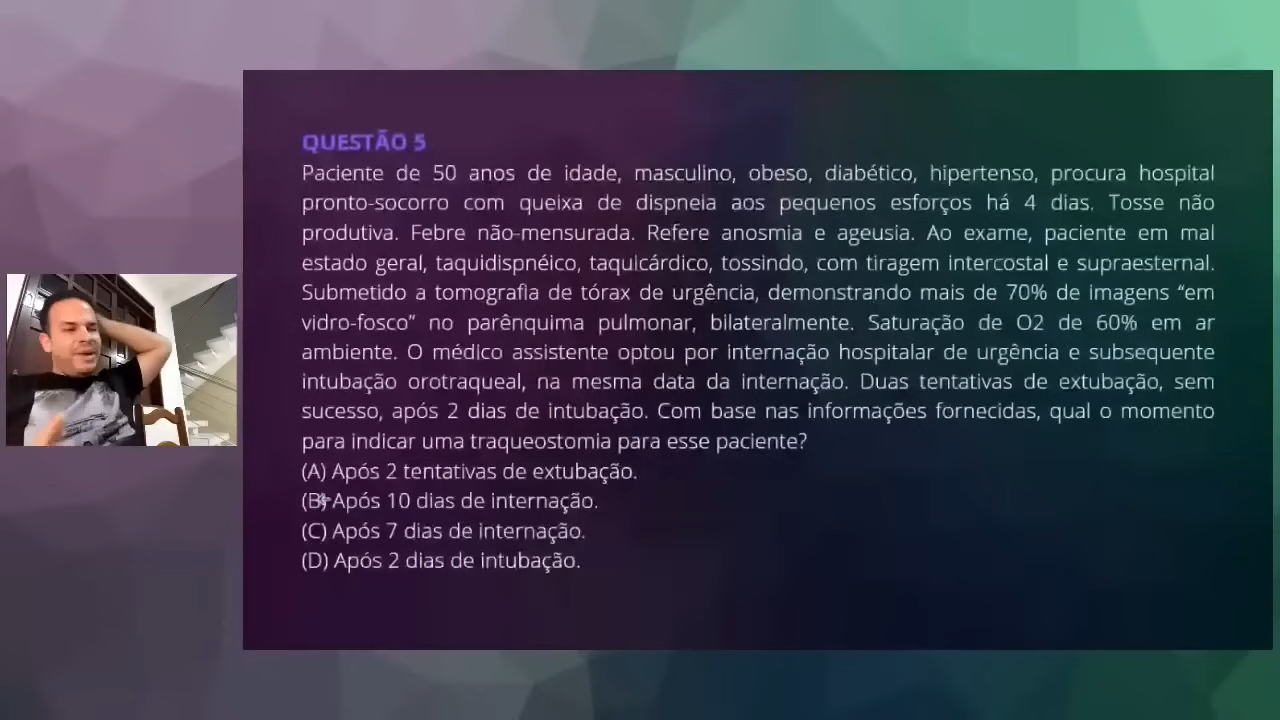 QUESTÃO 5
Paciente de 50 anos de idade, masculino, obeso, diabético, hipertenso, procura hospital
pronto-socorro com queixa de dispneia aos pequenos esforços há 4 dias. Tosse não
produtiva. Febre não-mensurada. Refere anosmia e ageusia. Ao exame, paciente em mal
estado geral, taquidispnéico, taquicárdico, tossindo, com tiragem intercostal e supraesternal.
Submetido a tomografia de tórax de urgência, demonstrando mais de 70% de imagens “em
vidro-fosco” no parênquima pulmonar, bilateralmente. Saturação de O2 de 60% em ar
ambiente. O médico assistente optou por internação hospitalar de urgência e subsequente
intubação orotraqueal, na mesma data da internação. Duas tentativas de extubação, sem
sucesso, após 2 dias de intubação. Com base nas informações fornecidas, qual o momento
para indicar uma traqueostomia para esse paciente?
(A) Após 2 tentativas de extubação.
(B) Após 10 dias de internação.
(C) Após 7 dias de internação.
(D) Após 2 dias de intubação.